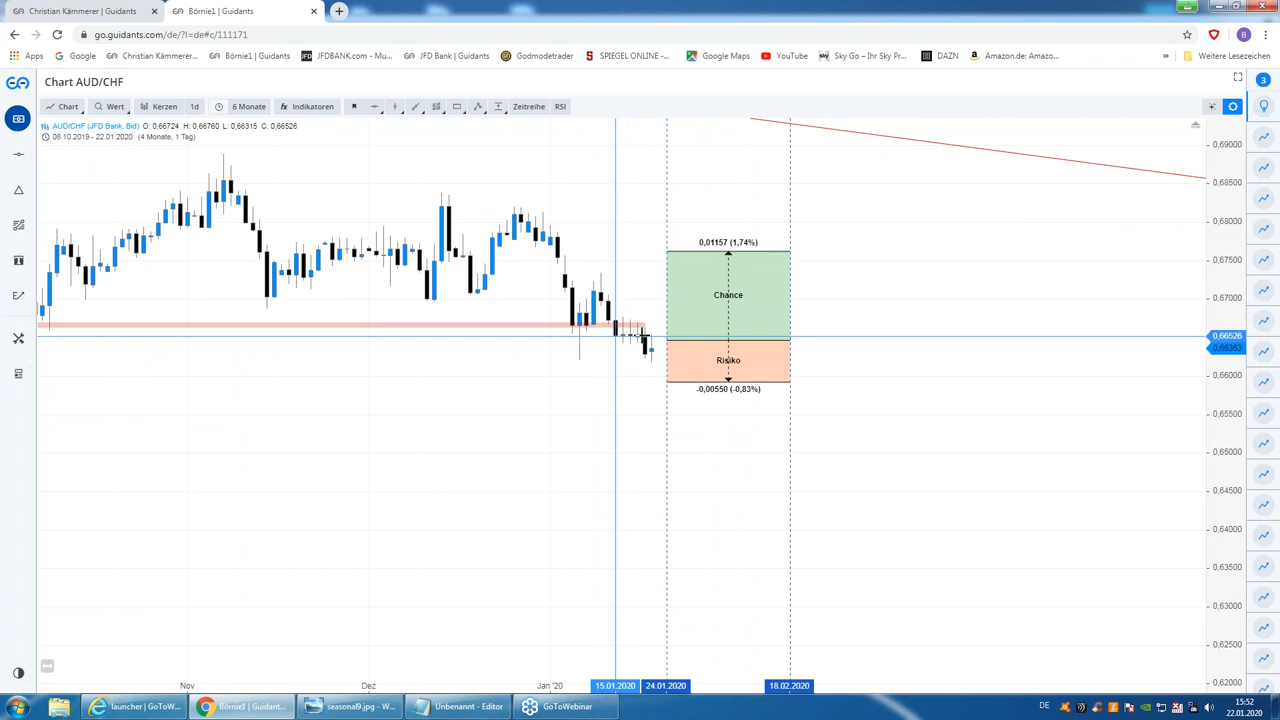 Christian Kämmerer | Guidants
Börnie1 | Guidants
go.guidants.com/de/?l=de#c/111171
Apps
Google
Christian Kämmerer...
Börnie1 | Guidants
JFDBANK.com - Mu...
JFD Bank | Guidants
Godmodetrader
SPIEGEL ONLINE -...
Google Maps
YouTube
Sky Go – Ihr Sky Pr...
DAZN
Amazon.de: Amazo...
»
Weitere Lesezeichen
Chart AUD/CHF
3
Chart
Wert
Kerzen
1d
6 Monate
Indikatoren
Zeitreihe
RSI
AUD/CHF (JFD Bank, Bid) O: 0,66724 H: 0,66760 L: 0,66315 C: 0,66526
08.10.2019 - 22.01.2020 (4 Monate, 1 Tag)
0,69000
0,68500
0,68000
0,67500
0,67000
0,66526
0,66363
0,66000
0,65500
0,65000
0,64500
0,64000
0,63500
0,63000
0,62500
0,62000
0,01157 (1,74%)
Chance
Risiko
-0,00550 (-0,83%)
Nov
Dez
Jan '20
15.01.2020
24.01.2020
18.02.2020
launcher | GoToW...
Börnie1 | Guidant...
seasonal9.jpg - W...
Unbenannt - Editor
GoToWebinar
DE
15:52
22.01.2020